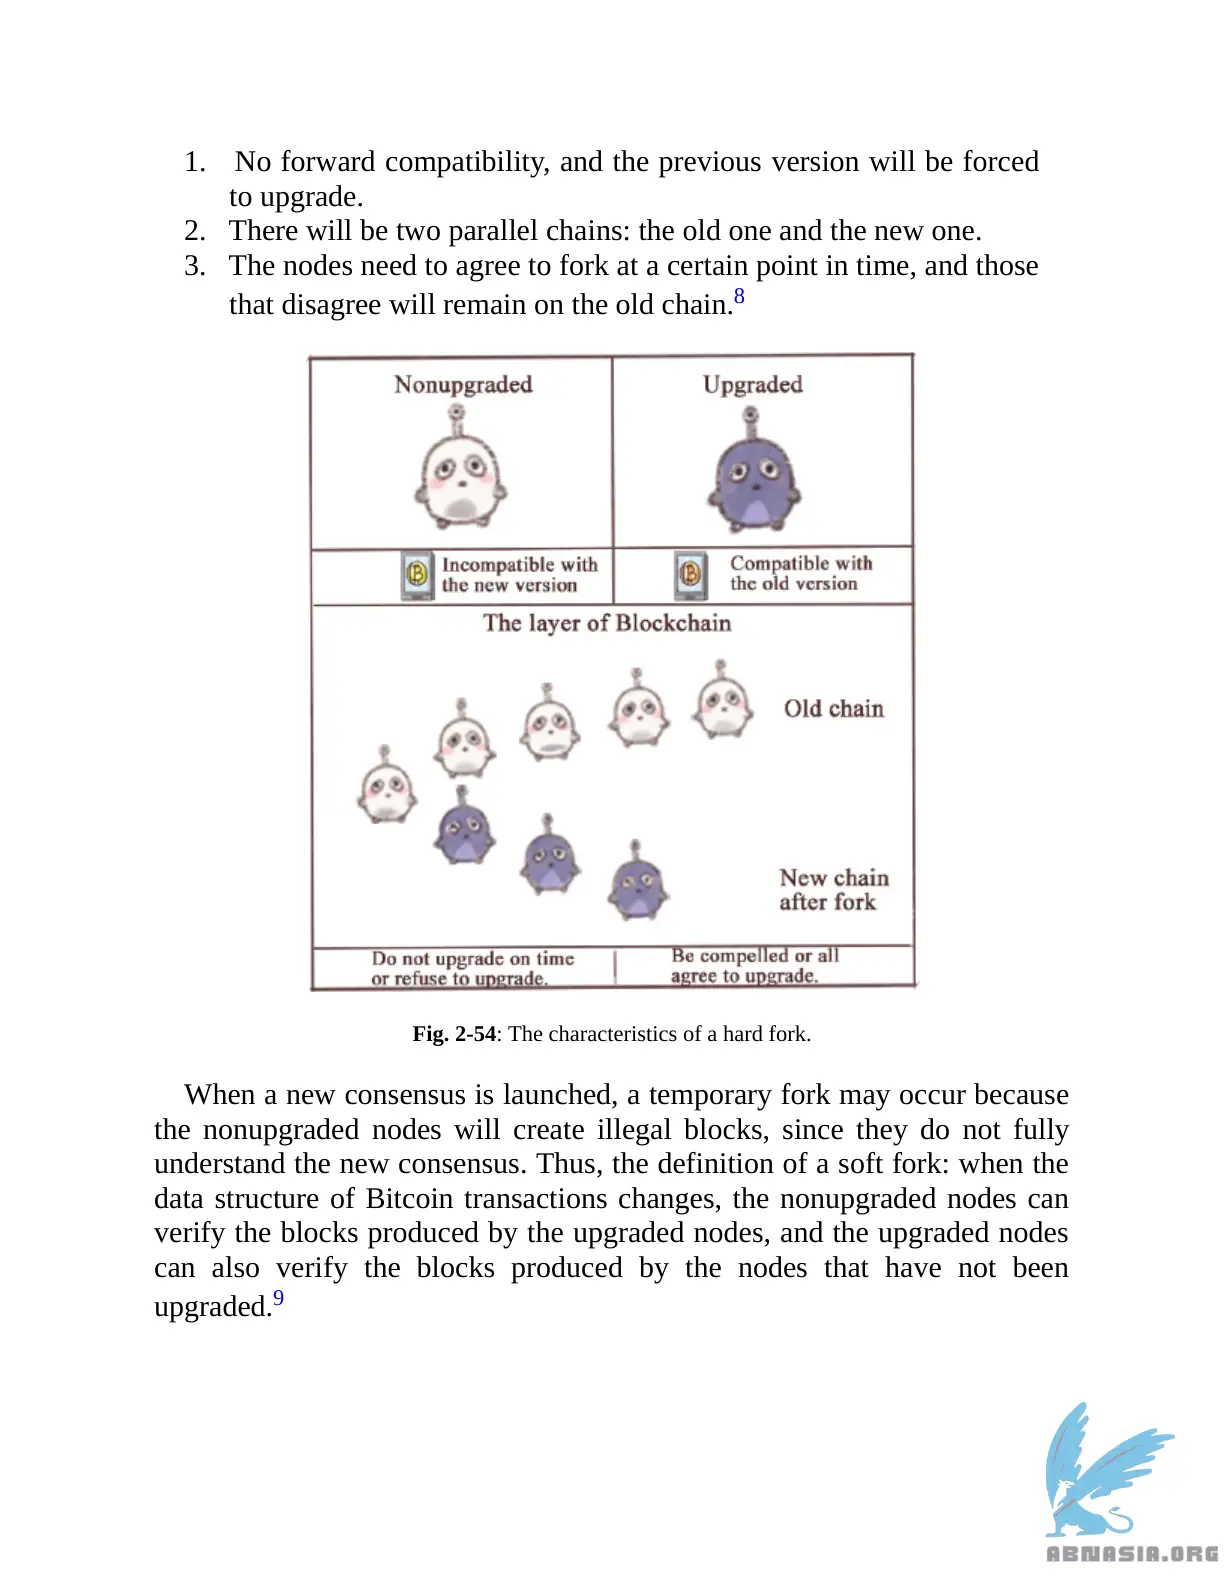 1. No forward compatibility, and the previous version will be forced
to upgrade.
2. There will be two parallel chains: the old one and the new one.
3. The nodes need to agree to fork at a certain point in time, and those
that disagree will remain on the old chain.8
Nonupgraded
Upgraded
Incompatible with
the new version
Compatible with
the old version
The layer of Blockchain
Old chain
New chain
after fork
Do not upgrade on time
or refuse to upgrade.
Be compelled or all
agree to upgrade.
Fig. 2-54: The characteristics of a hard fork.
When a new consensus is launched, a temporary fork may occur because
the nonupgraded nodes will create illegal blocks, since they do not fully
understand the new consensus. Thus, the definition of a soft fork: when the
data structure of Bitcoin transactions changes, the nonupgraded nodes can
verify the blocks produced by the upgraded nodes, and the upgraded nodes
can also verify the blocks produced by the nodes that have not been
upgraded.9
ABNASIA.ORG